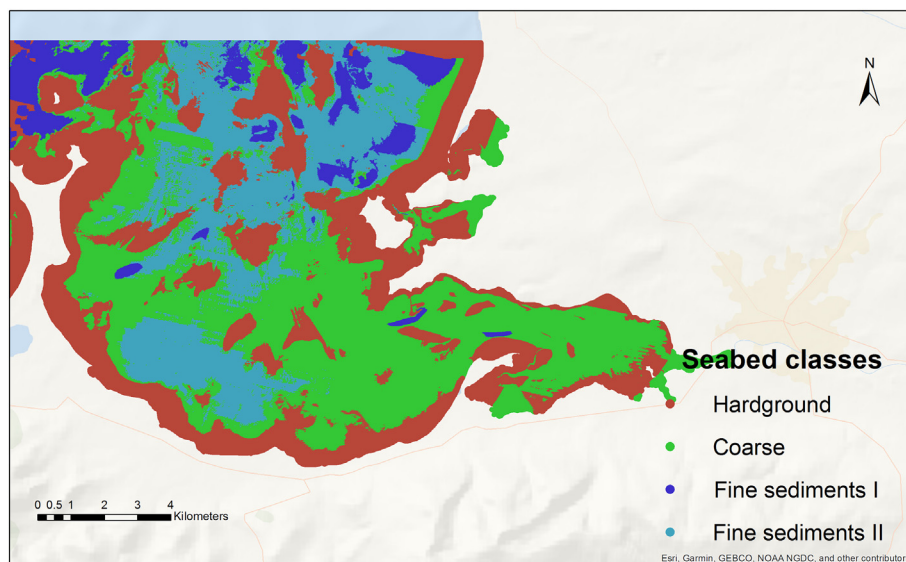 N
Seabed classes
Hardground
Coarse
Fine sediments I
Fine sediments II
0 0.5 1 2 3 4
Kilometers
Esri, Garmin, GEBCO, NOAA NGDC, and other contributor